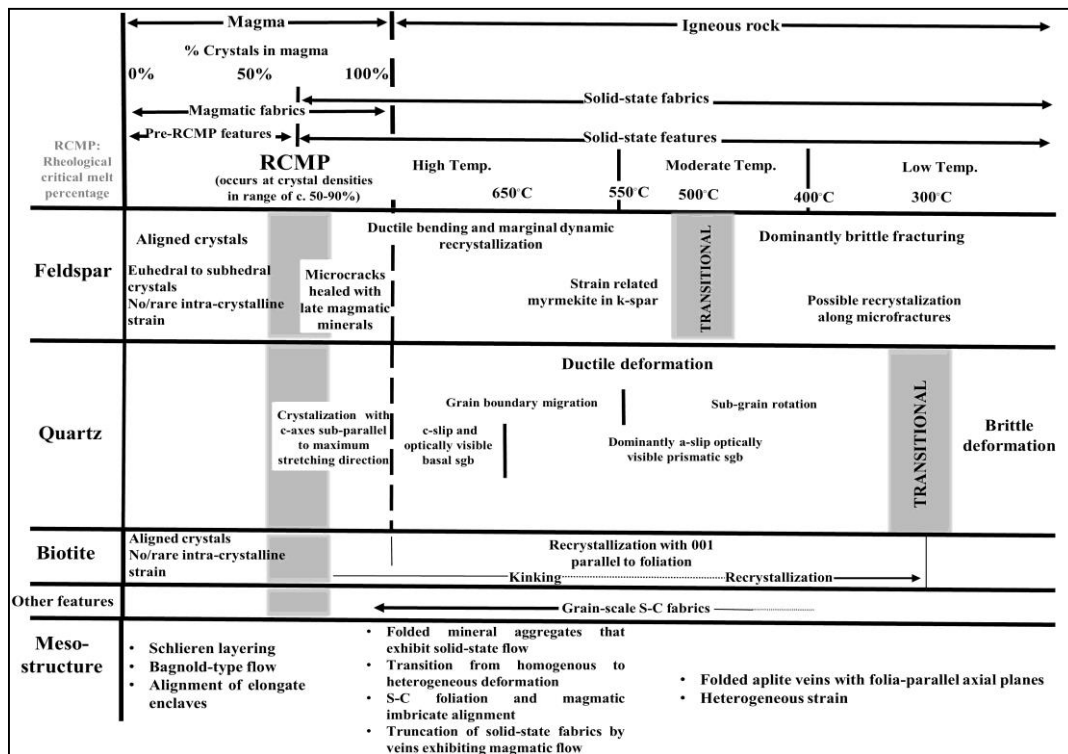 Magma
Igneous rock
% Crystals in magma
0%
50%
100%
Solid-state fabrics
Magmatic fabrics
Pre-RCMP features
Solid-state features
RCMP:
Rheological
critical melt
percentage
RCMP
(occurs at crystal densities
in range of c. 50-90%)
High Temp.
Moderate Temp.
Low Temp.
650°C
550°C
500°C
400°C
300°C
Feldspar
Aligned crystals
Euhedral to subhedral
crystals
No/rare intra-crystalline
strain
Microcracks
healed with
late magmatic
minerals
Ductile bending and marginal dynamic
recrystallization
Strain related
myrmekite in k-spar
TRANSITIONAL
Dominantly brittle fracturing
Possible recrystalization
along microfractures
Quartz
Ductile deformation
Grain boundary migration
Sub-grain rotation
Crystalization with
c-axes sub-parallel
to maximum
stretching direction
c-slip and
optically visible
basal sgb
Dominantly a-slip optically
visible prismatic sgb
TRANSITIONAL
Brittle
deformation
Biotite
Aligned crystals
No/rare intra-crystalline
strain
Recrystallization with 001
parallel to foliation
Kinking
Recrystallization
Other features
Grain-scale S-C fabrics
Meso-
structure
• Schlieren layering
• Bagnold-type flow
• Alignment of elongate
enclaves
• Folded mineral aggregates that
exhibit solid-state flow
• Transition from homogenous to
heterogeneous deformation
• S-C foliation and magmatic
imbricate alignment
• Truncation of solid-state fabrics by
veins exhibiting magmatic flow
• Folded aplite veins with folia-parallel axial planes
• Heterogeneous strain